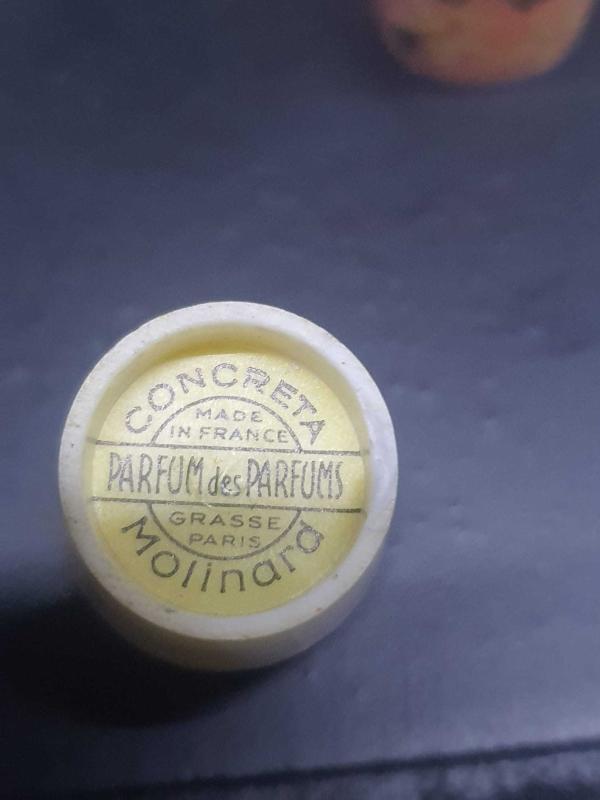 CONCRETA
MADE
IN FRANCE
PARFUM des PARFUMS
GRASSE
PARIS
Molinard